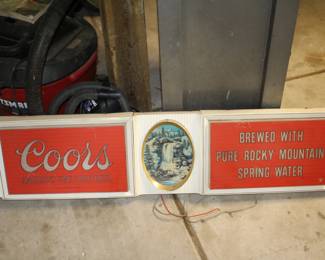 Coors
BREWED WITH
PURE ROCKY MOUNTAIN
SPRING WATER